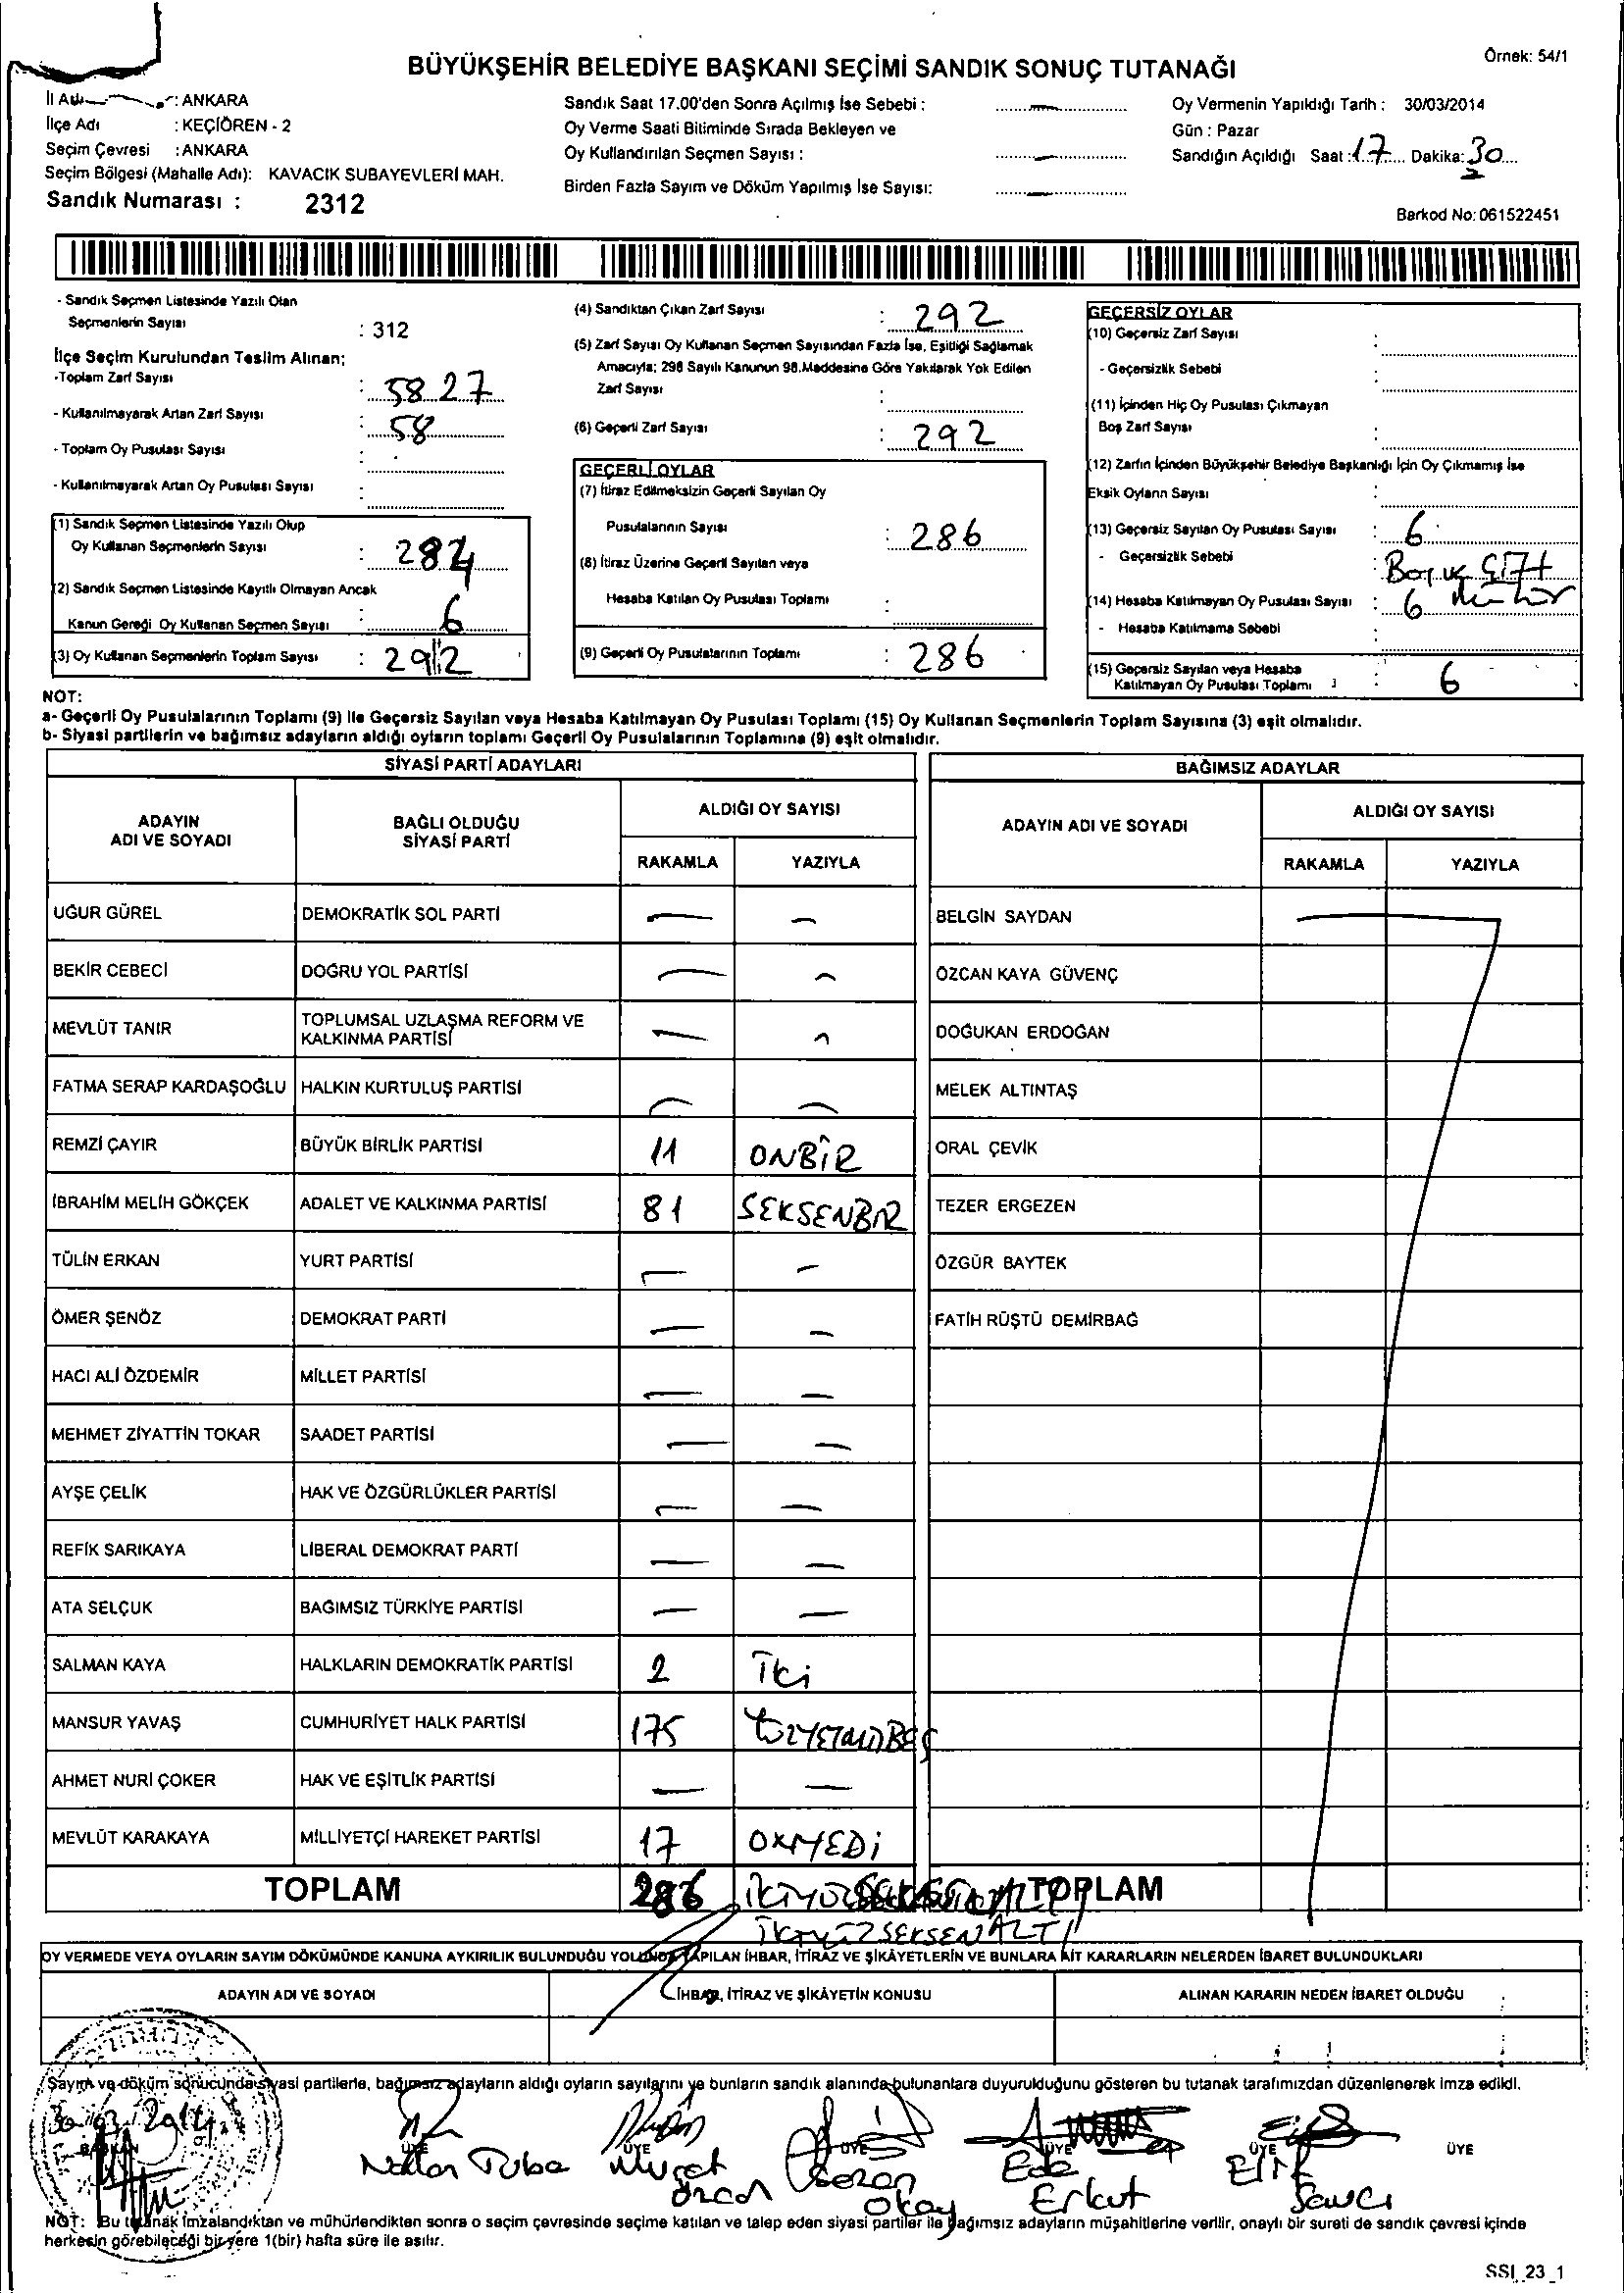 BÜYÜKŞEHİR BELEDİYE BAŞKANI SEÇİMİ SANDIK SONUÇ TUTANAĞI
Örnek: 54/1
İl Adı : ANKARA
İlçe Adı : KEÇİÖREN - 2
Seçim Çevresi : ANKARA
Seçim Bölgesi (Mahalle Adı): KAVACIK SUBAYEVLERİ MAH.
Sandık Numarası : 2312
Sandık Saat 17.00'den Sonra Açılmış İse Sebebi : —
Oy Verme Saati Bitiminde Sırada Bekleyen ve
Oy Kullandırılan Seçmen Sayısı : —
Birden Fazla Sayım ve Döküm Yapılmış İse Sayısı: —
Oy Vermenin Yapıldığı Tarih : 30/03/2014
Gün : Pazar
Sandığın Açıldığı Saat : 17 Dakika: 30
Barkod No: 061522451
- Sandık Seçmen Listesinde Yazılı Olan
Seçmenlerin Sayısı : 312
İlçe Seçim Kurulundan Teslim Alınan;
-Toplam Zarf Sayısı : 5827
- Kullanılmayarak Artan Zarf Sayısı : 58
- Toplam Oy Pusulası Sayısı :
- Kullanılmayarak Artan Oy Pusulası Sayısı :
(1) Sandık Seçmen Listesinde Yazılı Olup
Oy Kullanan Seçmenlerin Sayısı :
(2) Sandık Seçmen Listesinde Kayıtlı Olmayan Ancak
Kanun Gereği Oy Kullanan Seçmen Sayısı : 6
(3) Oy Kullanan Seçmenlerin Toplam Sayısı : 292
(4) Sandıktan Çıkan Zarf Sayısı : 292
(5) Zarf Sayısı Oy Kullanan Seçmen Sayısından Fazla İse, Eşitliği Sağlamak
Amacıyla; 298 Sayılı Kanunun 98.Maddesine Göre Yakılarak Yok Edilen
Zarf Sayısı :
(6) Geçerli Zarf Sayısı : 292
GEÇERLİ OYLAR
(7) İtiraz Edilmeksizin Geçerli Sayılan Oy
Pusulalarının Sayısı : 286
(8) İtiraz Üzerine Geçerli Sayılan veya
Hesaba Katılan Oy Pusulası Toplamı :
(9) Geçerli Oy Pusulalarının Toplamı : 286
GEÇERSİZ OYLAR
(10) Geçersiz Zarf Sayısı :
- Geçersizlik Sebebi :
(11) İçinden Hiç Oy Pusulası Çıkmayan
Boş Zarf Sayısı :
(12) Zarfın İçinden Büyükşehir Belediye Başkanlığı İçin Oy Çıkmamış İse
Eksik Oyların Sayısı :
(13) Geçersiz Sayılan Oy Pusulası Sayısı : 6
- Geçersizlik Sebebi : Boş ve Çift Mühür
(14) Hesaba Katılmayan Oy Pusulası Sayısı : 6
- Hesaba Katılmama Sebebi :
(15) Geçersiz Sayılan veya Hesaba
Katılmayan Oy Pusulası Toplamı : 6
NOT:
a- Geçerli Oy Pusulalarının Toplamı (9) ile Geçersiz Sayılan veya Hesaba Katılmayan Oy Pusulası Toplamı (15) Oy Kullanan Seçmenlerin Toplam Sayısına (3) eşit olmalıdır.
b- Siyasi partilerin ve bağımsız adayların aldığı oyların toplamı Geçerli Oy Pusulalarının Toplamına (9) eşit olmalıdır.
SİYASİ PARTİ ADAYLARI
ADAYIN ADI VE SOYADI BAĞLI OLDUĞU SİYASİ PARTİ ALDIĞI OY SAYISI
RAKAMLA YAZIYLA
UĞUR GÜREL DEMOKRATİK SOL PARTİ — —
BEKİR CEBECİ DOĞRU YOL PARTİSİ — —
MEVLÜT TANIR TOPLUMSAL UZLAŞMA REFORM VE KALKINMA PARTİSİ — —
FATMA SERAP KARDAŞOĞLU HALKIN KURTULUŞ PARTİSİ — —
REMZİ ÇAYIR BÜYÜK BİRLİK PARTİSİ 11 ONBİR
İBRAHİM MELİH GÖKÇEK ADALET VE KALKINMA PARTİSİ 81 SEKSENBİR
TÜLİN ERKAN YURT PARTİSİ — —
ÖMER ŞENÖZ DEMOKRAT PARTİ — —
HACI ALİ ÖZDEMİR MİLLET PARTİSİ — —
MEHMET ZİYATTİN TOKAR SAADET PARTİSİ — —
AYŞE ÇELİK HAK VE ÖZGÜRLÜKLER PARTİSİ — —
REFİK SARIKAYA LİBERAL DEMOKRAT PARTİ — —
ATA SELÇUK BAĞIMSIZ TÜRKİYE PARTİSİ — —
SALMAN KAYA HALKLARIN DEMOKRATİK PARTİSİ 2 İki
MANSUR YAVAŞ CUMHURİYET HALK PARTİSİ 175 YÜZYETMİŞBEŞ
AHMET NURİ ÇOKER HAK VE EŞİTLİK PARTİSİ — —
MEVLÜT KARAKAYA MİLLİYETÇİ HAREKET PARTİSİ 17 ONYEDİ
TOPLAM 286
İKİYÜZSEKSENALTI
BAĞIMSIZ ADAYLAR
ADAYIN ADI VE SOYADI ALDIĞI OY SAYISI
RAKAMLA YAZIYLA
BELGİN SAYDAN
ÖZCAN KAYA GÜVENÇ
DOĞUKAN ERDOĞAN
MELEK ALTINTAŞ
ORAL ÇEVİK
TEZER ERGEZEN
ÖZGÜR BAYTEK
FATİH RÜŞTÜ DEMİRBAĞ
TOPLAM
OY VERMEDE VEYA OYLARIN SAYIM DÖKÜMÜNDE KANUNA AYKIRILIK BULUNDUĞU YOLUNDA YAPILAN İHBAR, İTİRAZ VE ŞİKÂYETLERİN VE BUNLARA AİT KARARLARIN NELERDEN İBARET BULUNDUKLARI
ADAYIN ADI VE SOYADI İHBAR, İTİRAZ VE ŞİKÂYETİN KONUSU ALINAN KARARIN NEDEN İBARET OLDUĞU
Sayım ve döküm sonucunda siyasi partilerle, bağımsız adayların aldığı oyların sayılarını ve bunların sandık alanında bulunanlara duyurulduğunu gösteren bu tutanak tarafımızdan düzenlenerek imza edildi.
30.03.2014
BAŞKAN ÜYE ÜYE ÜYE ÜYE ÜYE ÜYE
Tuba Murat Sezan Ede Elif
Özcan Okay Erkut Savcı
NOT: Bu tutanak imzalandıktan ve mühürlendikten sonra o seçim çevresinde seçime katılan ve talep eden siyasi partiler ile bağımsız adayların müşahitlerine verilir, onaylı bir sureti de sandık çevresi içinde
herkesin görebileceği bir yere 1(bir) hafta süre ile asılır.
SSI_23_1